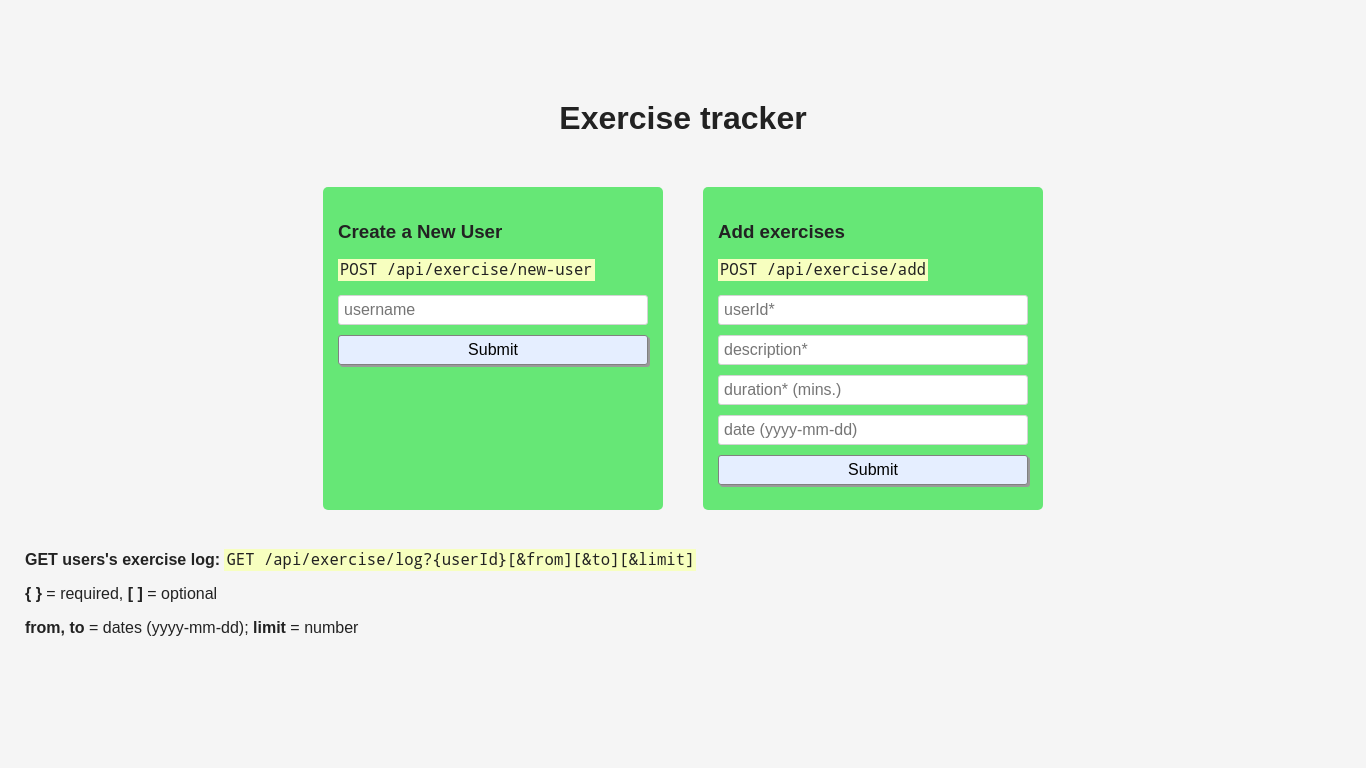 Exercise tracker
Create a New User
POST /api/exercise/new-user
username
Submit
Add exercises
POST /api/exercise/add
userId*
description*
duration* (mins.)
date (yyyy-mm-dd)
Submit
GET users's exercise log: GET /api/exercise/log?{userId}[&from][&to][&limit]
{ } = required, [ ] = optional
from, to = dates (yyyy-mm-dd); limit = number